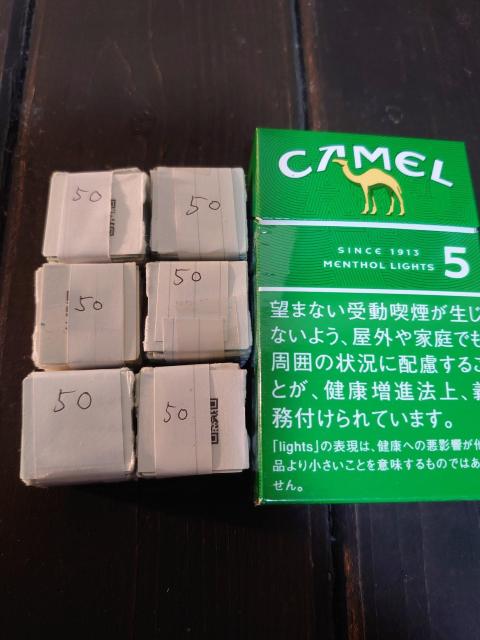 50
50
50
50
50
50
CAMEL
SINCE 1913
MENTHOL LIGHTS 5
望まない受動喫煙が生じ
ないよう、屋外や家庭でも
周囲の状況に配慮するこ
とが、健康増進法上、義
務付けられています。
「lights」の表現は、健康への悪影響が他
品より小さいことを意味するものではあ
せん。